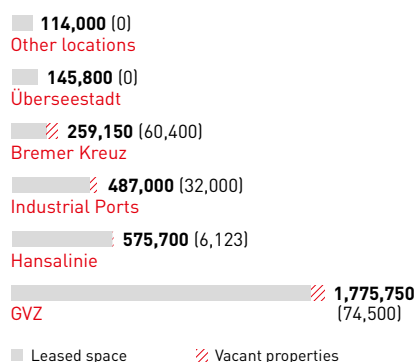 114,000 (0)
Other locations
145,800 (0)
Überseestadt
259,150 (60,400)
Bremer Kreuz
487,000 (32,000)
Industrial Ports
575,700 (6,123)
Hansalinie
1,775,750
GVZ (74,500)
Leased space Vacant properties